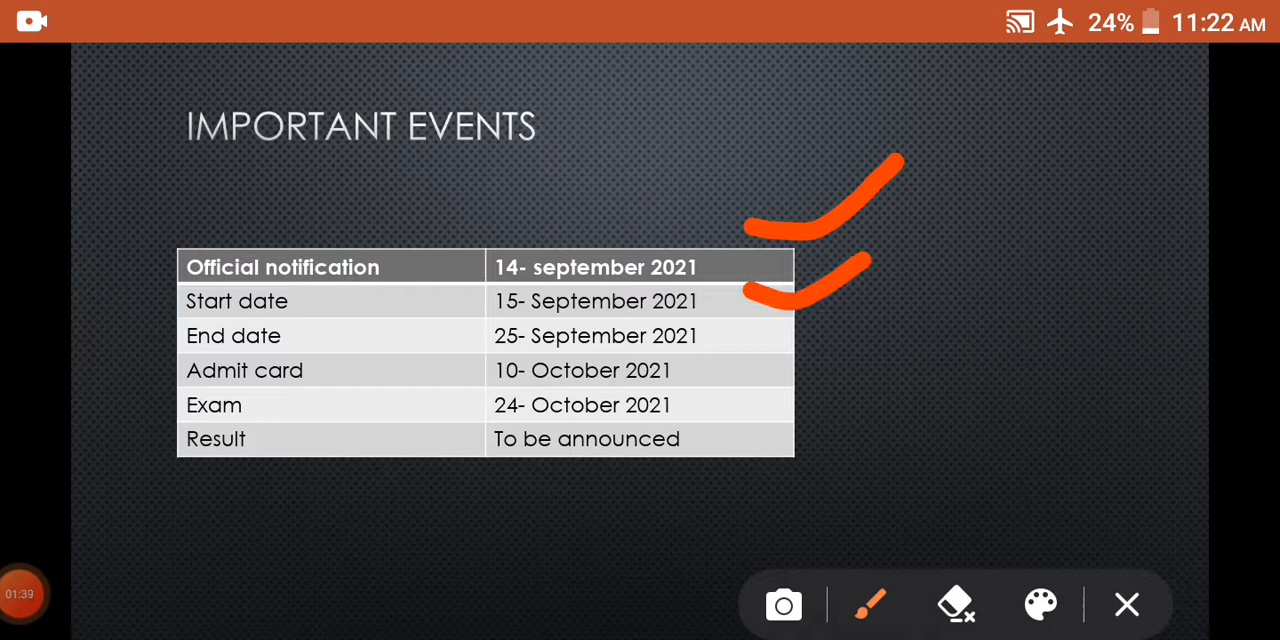 24% 11:22 AM
IMPORTANT EVENTS
Official notification 14- september 2021
Start date 15- September 2021
End date 25- September 2021
Admit card 10- October 2021
Exam 24- October 2021
Result To be announced
01:39